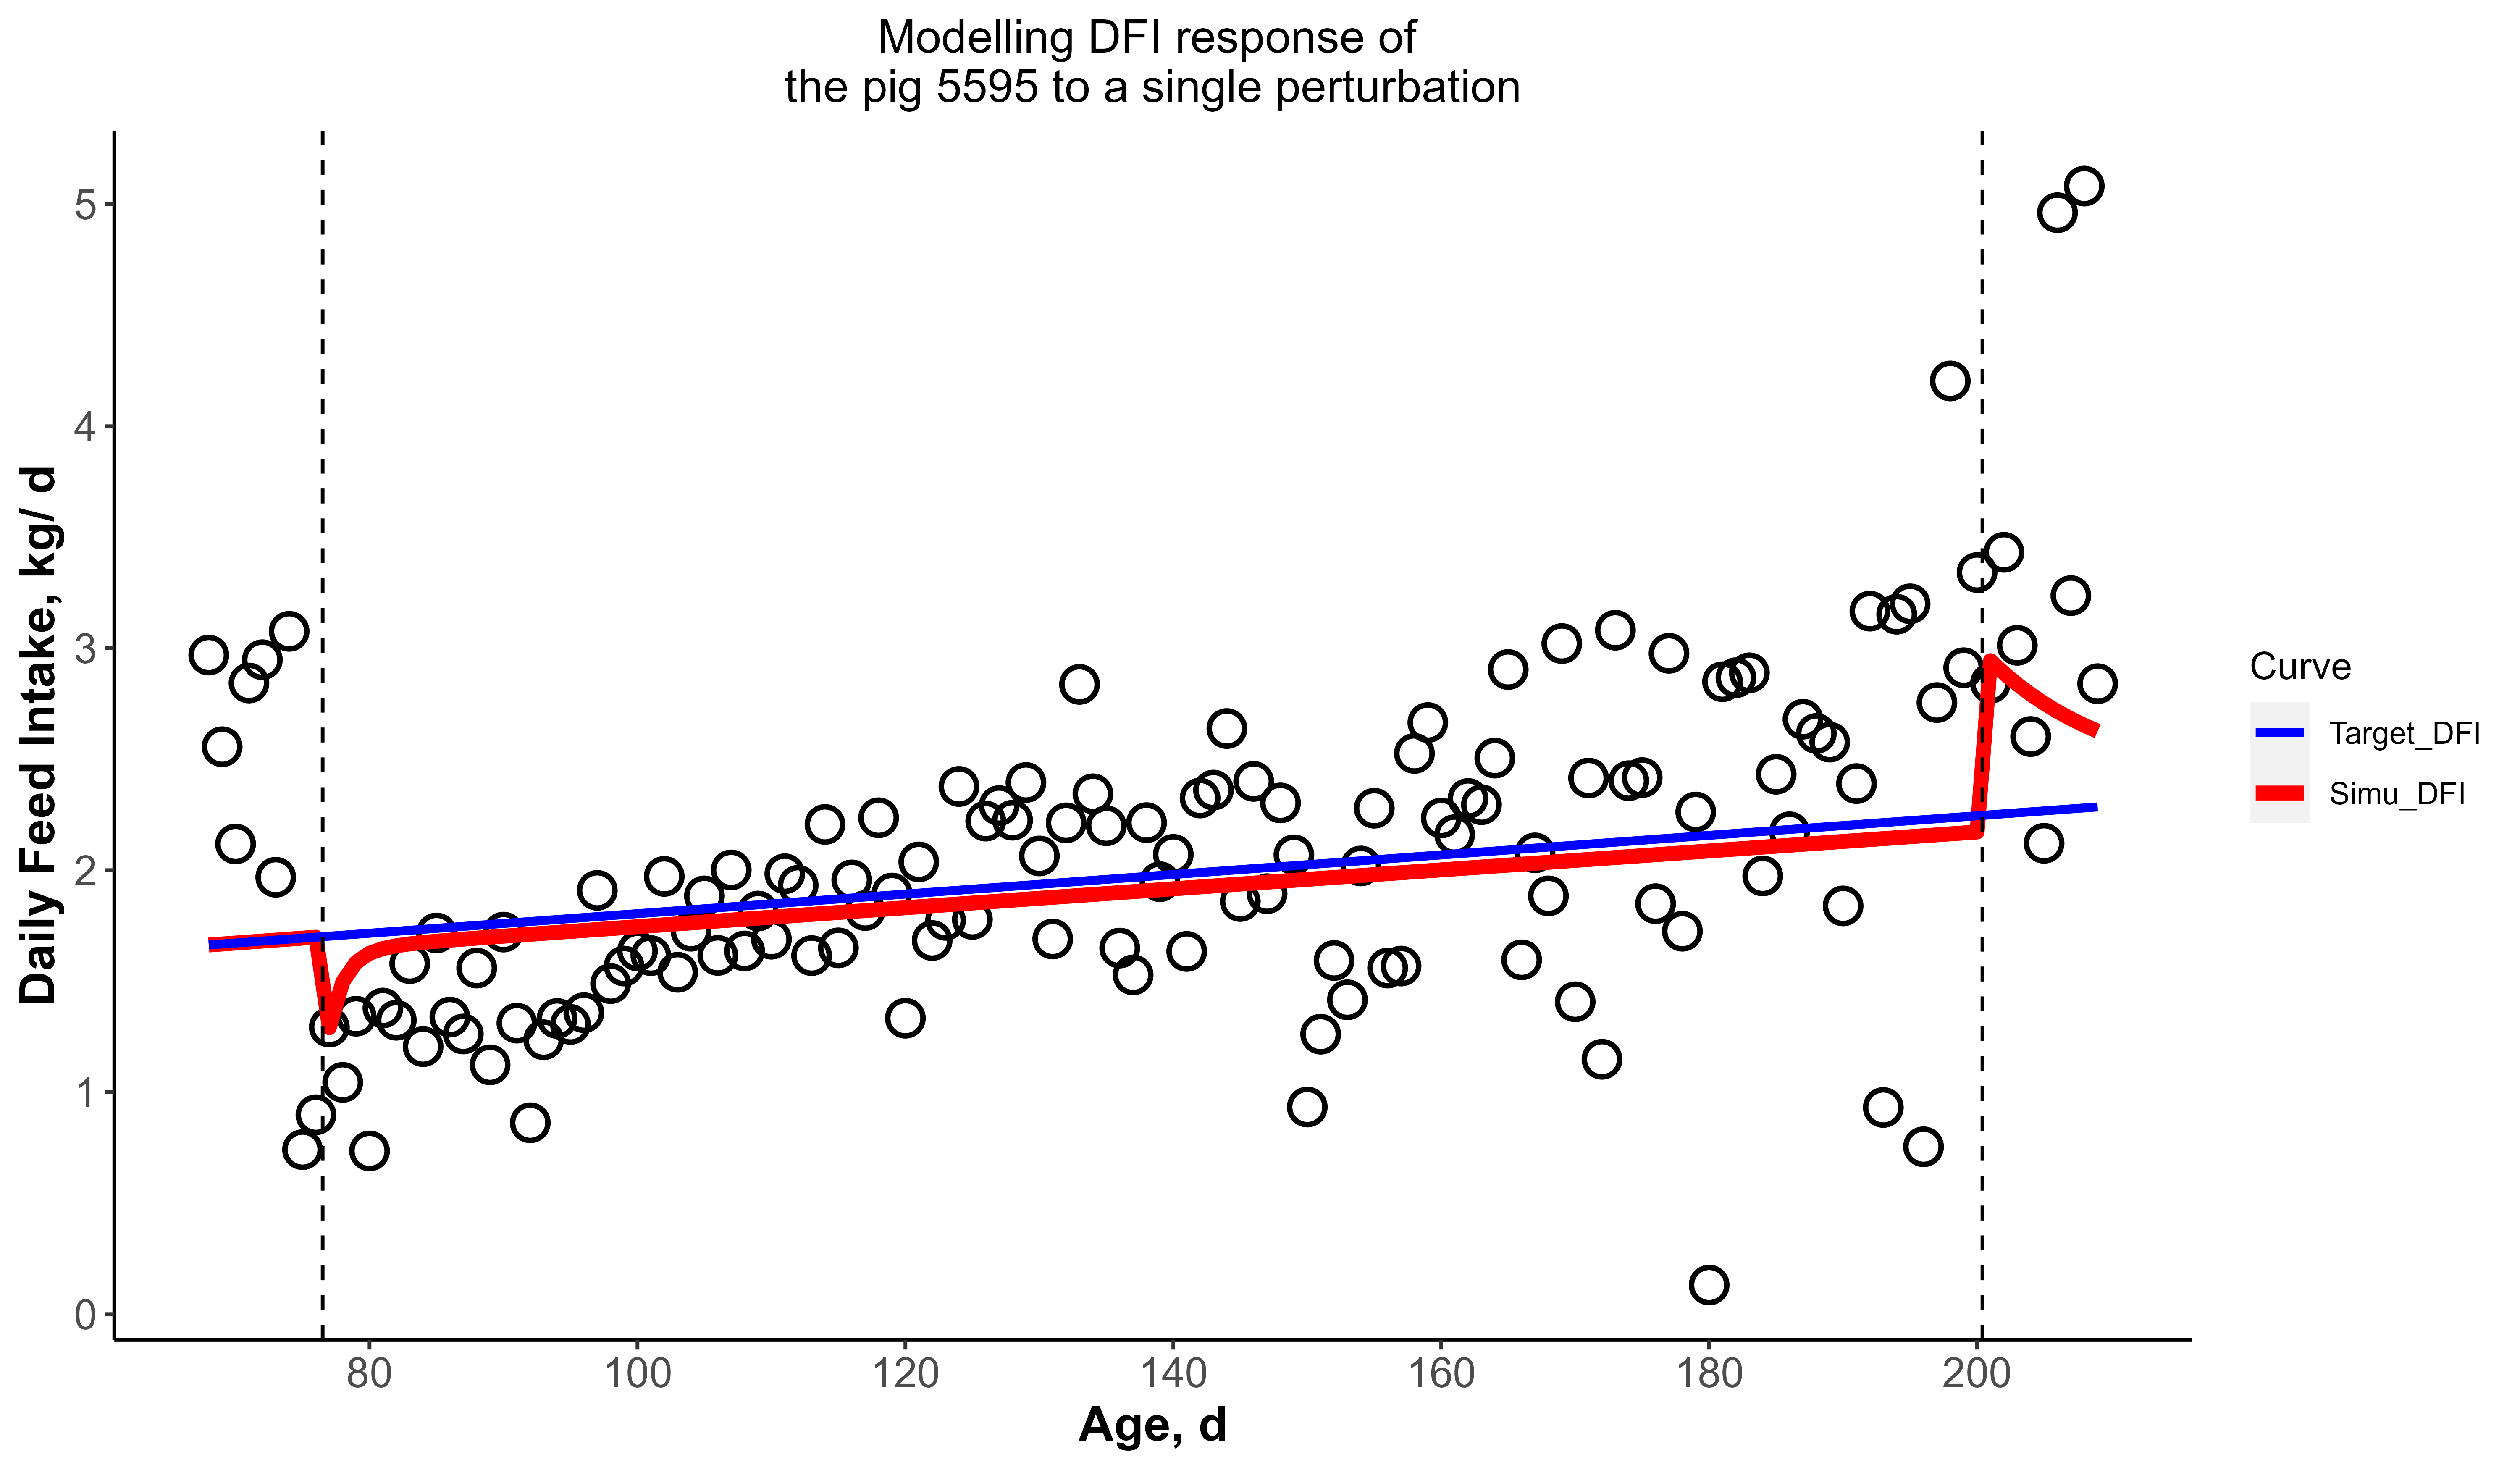 Modelling DFI response of
the pig 5595 to a single perturbation
Daily Feed Intake, kg/ d
5
4
3
2
1
0
80 100 120 140 160 180 200
Age, d
Curve
Target_DFI
Simu_DFI